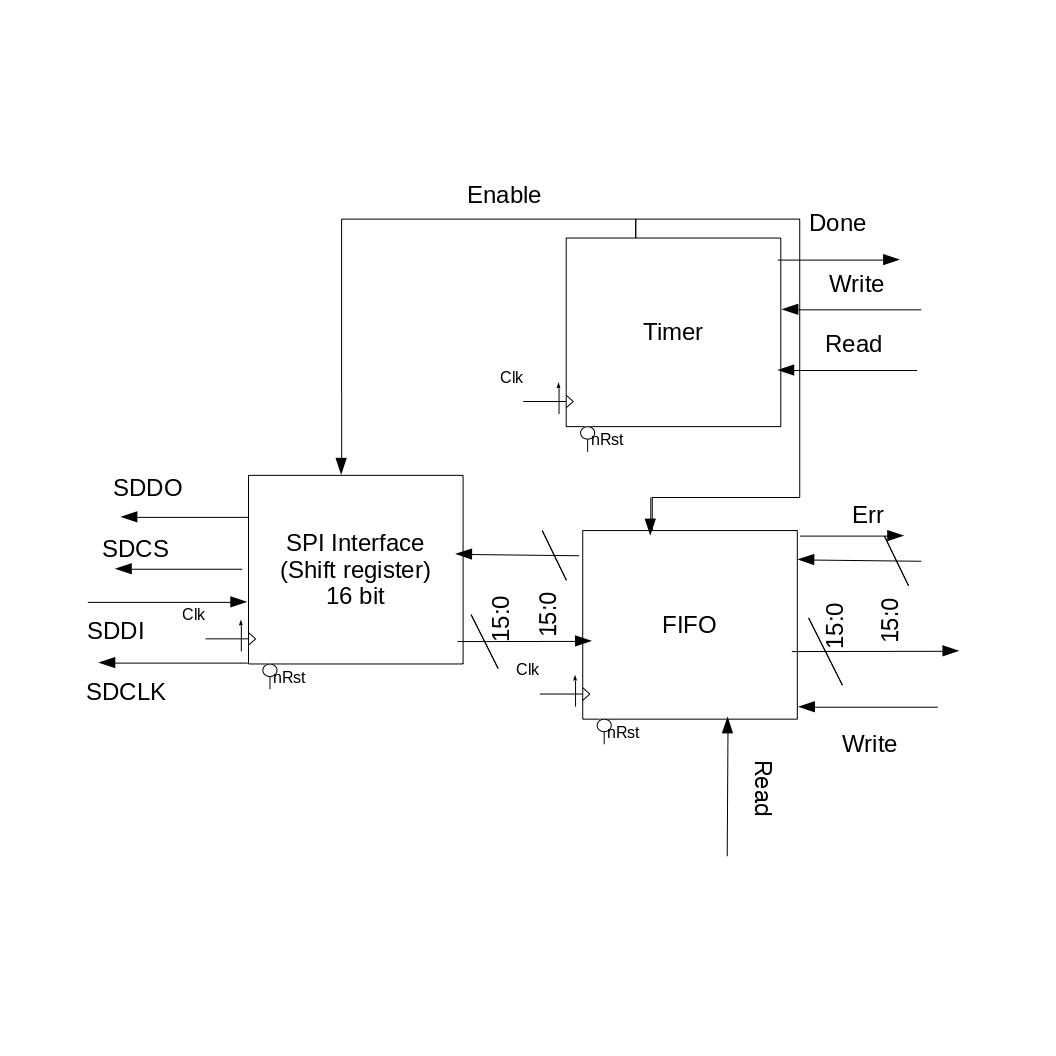 Enable
Done
Write
Timer
Read
Clk
nRst
SDDO
SDCS
SPI Interface
(Shift register)
16 bit
SDDI
Clk
SDCLK
nRst
15:0
15:0
Err
FIFO
15:0
15:0
Clk
nRst
Write
Read